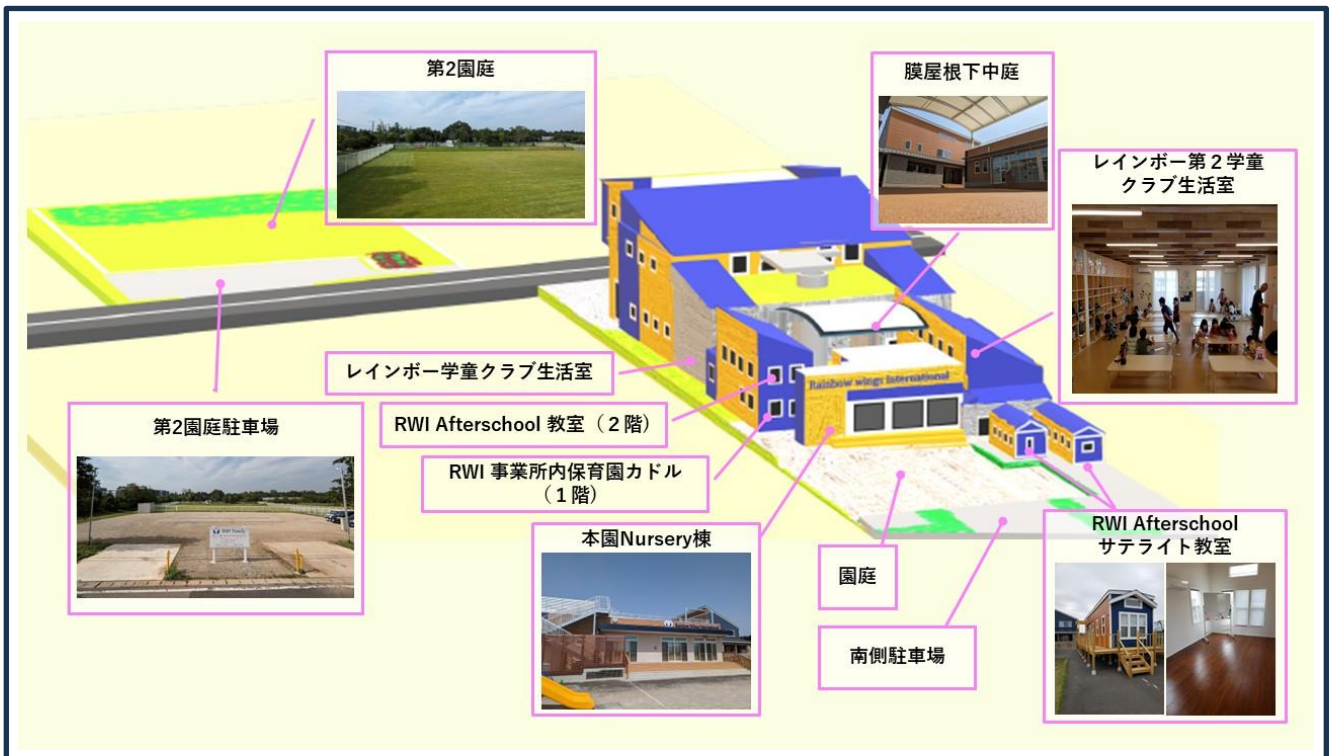 第2園庭
膜屋根下中庭
レインボー第２学童
クラブ生活室
Rainbow wings International
レインボー学童クラブ生活室
RWI Afterschool 教室（２階）
RWI 事業所内保育園カドル
（１階）
第2園庭駐車場
RWI Family
本園Nursery棟
園庭
南側駐車場
RWI Afterschool
サテライト教室